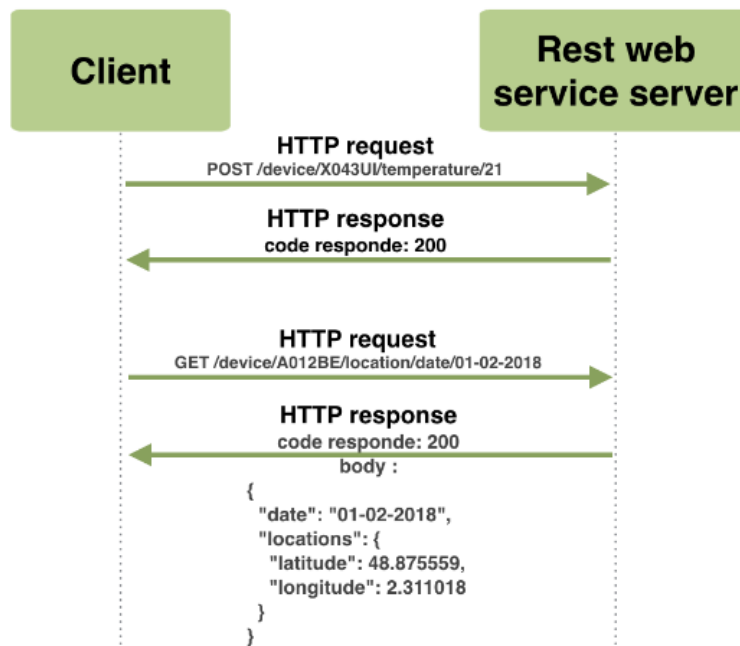 Client
Rest web
service server
HTTP request
POST /device/X043UI/temperature/21
HTTP response
code responde: 200
HTTP request
GET /device/A012BE/location/date/01-02-2018
HTTP response
code responde: 200
body :
{
"date": "01-02-2018",
"locations": {
"latitude": 48.875559,
"longitude": 2.311018
}
}